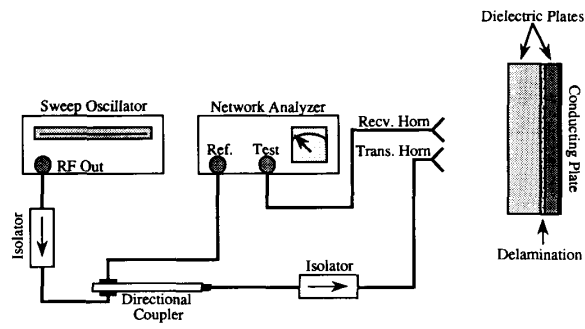 Dielectric Plates
Sweep Oscillator
Network Analyzer
Recv. Horn
Ref.
Test
Trans. Horn
RF Out
Conducting Plate
Isolator
Delamination
Isolator
Directional
Coupler